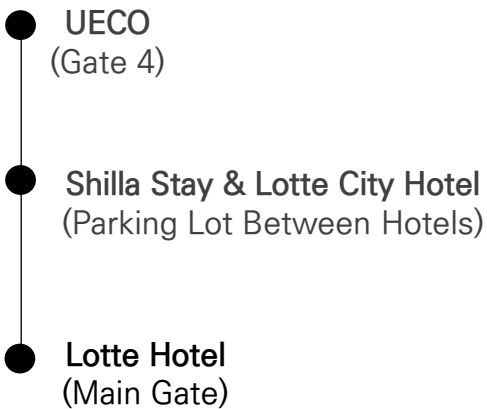 UECO
(Gate 4)
Shilla Stay & Lotte City Hotel
(Parking Lot Between Hotels)
Lotte Hotel
(Main Gate)